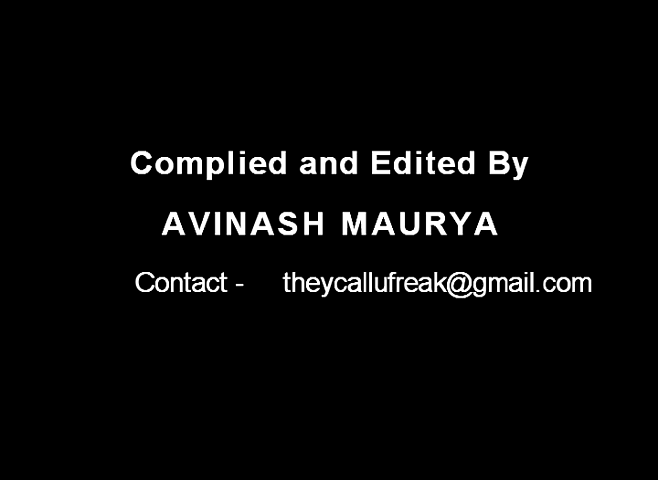 Complied and Edited By
AVINASH MAURYA
Contact - theycallufreak@gmail.com